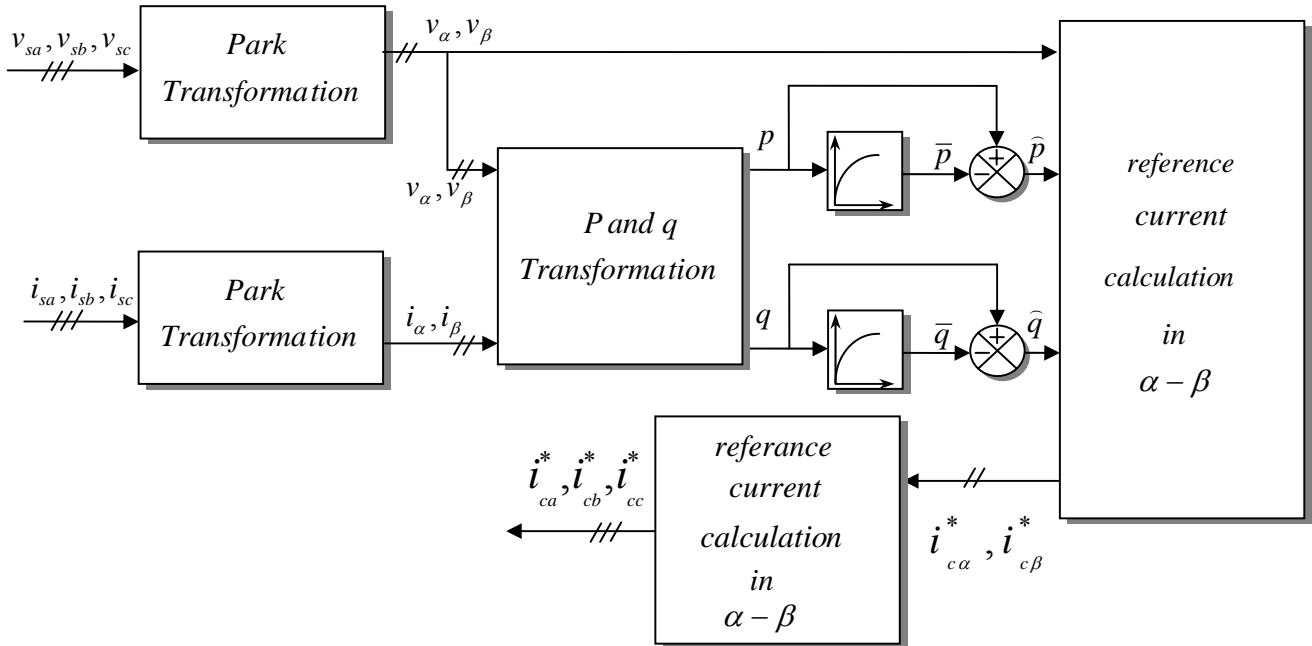 v_sa, v_sb, v_sc
Park
Transformation
v_α, v_β
v_α, v_β
i_sa, i_sb, i_sc
Park
Transformation
i_α, i_β
P and q
Transformation
p
p̅
+
−
p̂
q
q̅
+
−
q̂
reference
current
calculation
in
α − β
i*_cα, i*_cβ
referance
current
calculation
in
α − β
i*_ca, i*_cb, i*_cc